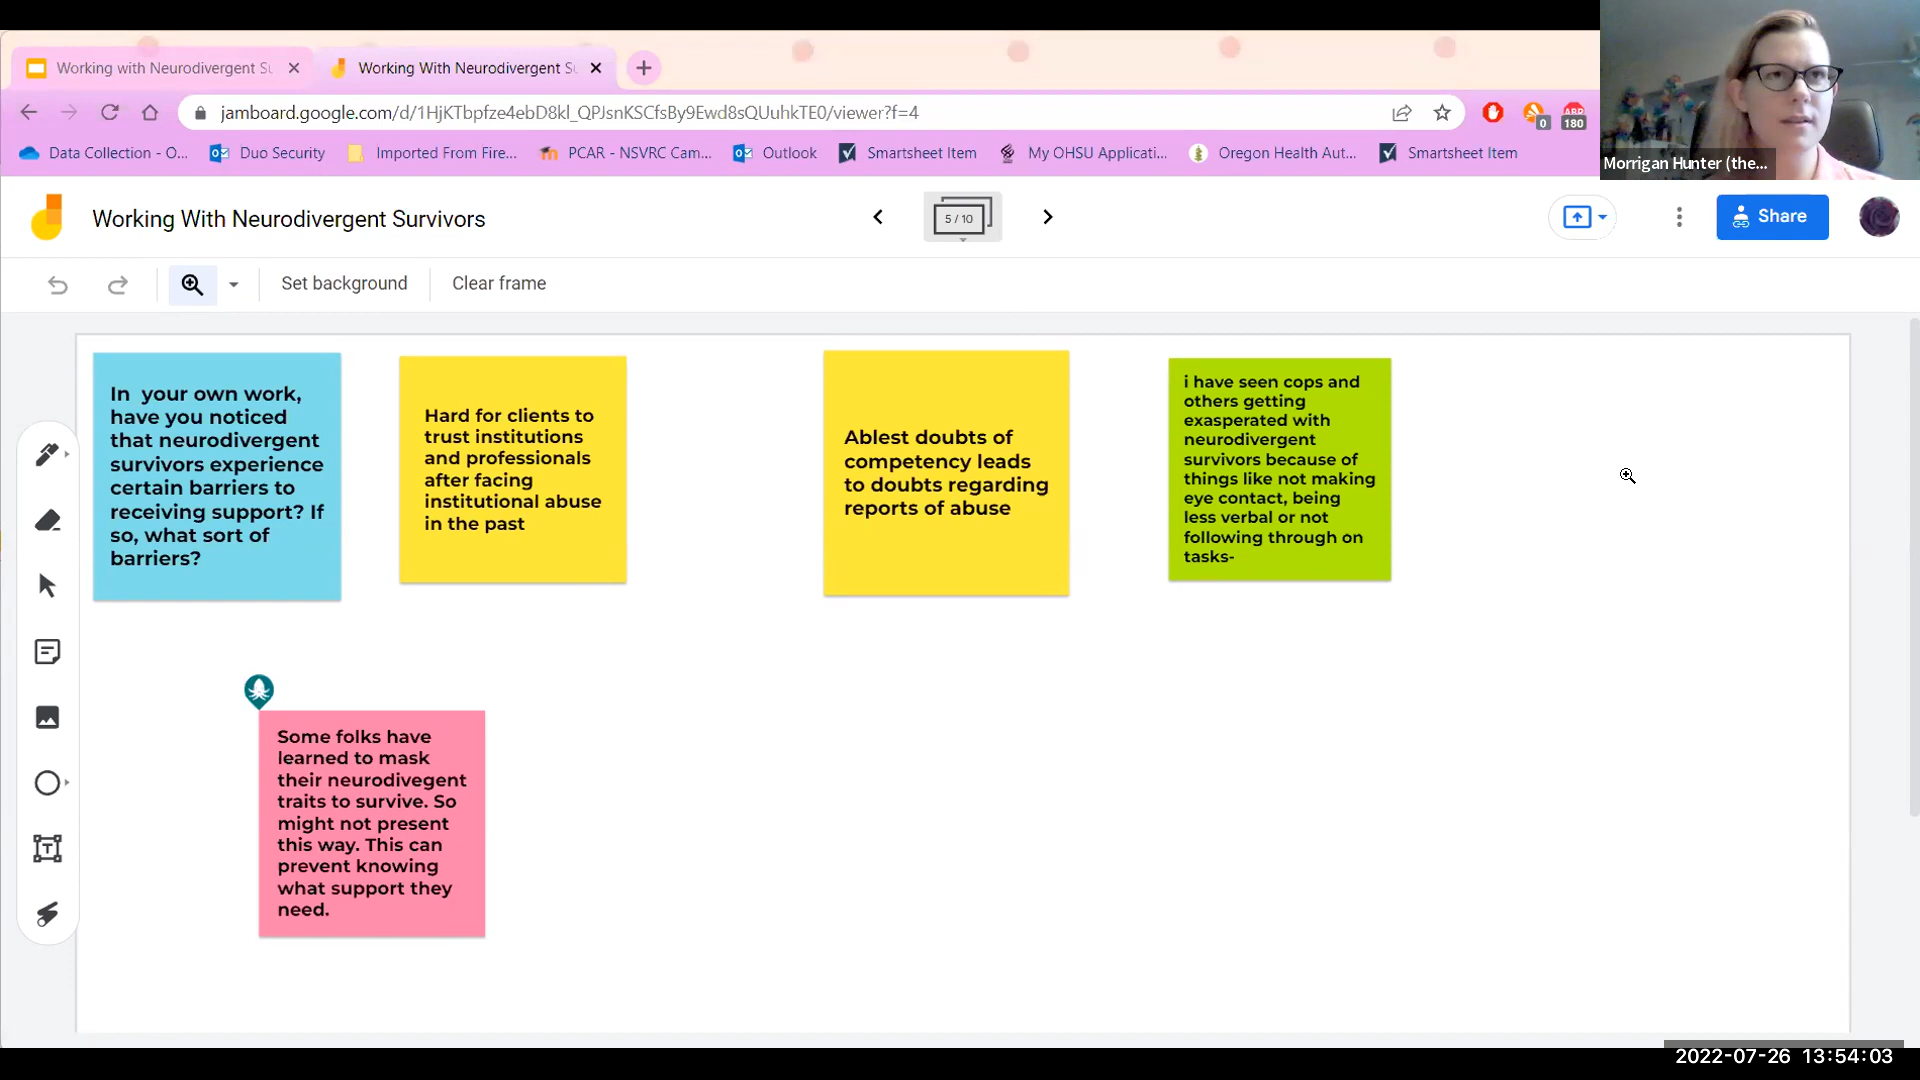 Working with Neurodivergent Su
Working With Neurodivergent Su
jamboard.google.com/d/1HjKTbpfze4ebD8kl_QPJsnKSCfsBy9Ewd8sQUuhkTE0/viewer?f=4
0
ABP
180
Data Collection - O...
Duo Security
Imported From Fire...
PCAR - NSVRC Cam...
Outlook
Smartsheet Item
My OHSU Applicati...
Oregon Health Aut...
Smartsheet Item
Morrigan Hunter (the...
Working With Neurodivergent Survivors
5 / 10
Share
Set background
Clear frame
In your own work,
have you noticed
that neurodivergent
survivors experience
certain barriers to
receiving support? If
so, what sort of
barriers?
Hard for clients to
trust institutions
and professionals
after facing
institutional abuse
in the past
Ablest doubts of
competency leads
to doubts regarding
reports of abuse
i have seen cops and
others getting
exasperated with
neurodivergent
survivors because of
things like not making
eye contact, being
less verbal or not
following through on
tasks-
Some folks have
learned to mask
their neurodivegent
traits to survive. So
might not present
this way. This can
prevent knowing
what support they
need.
2022-07-26 13:54:03